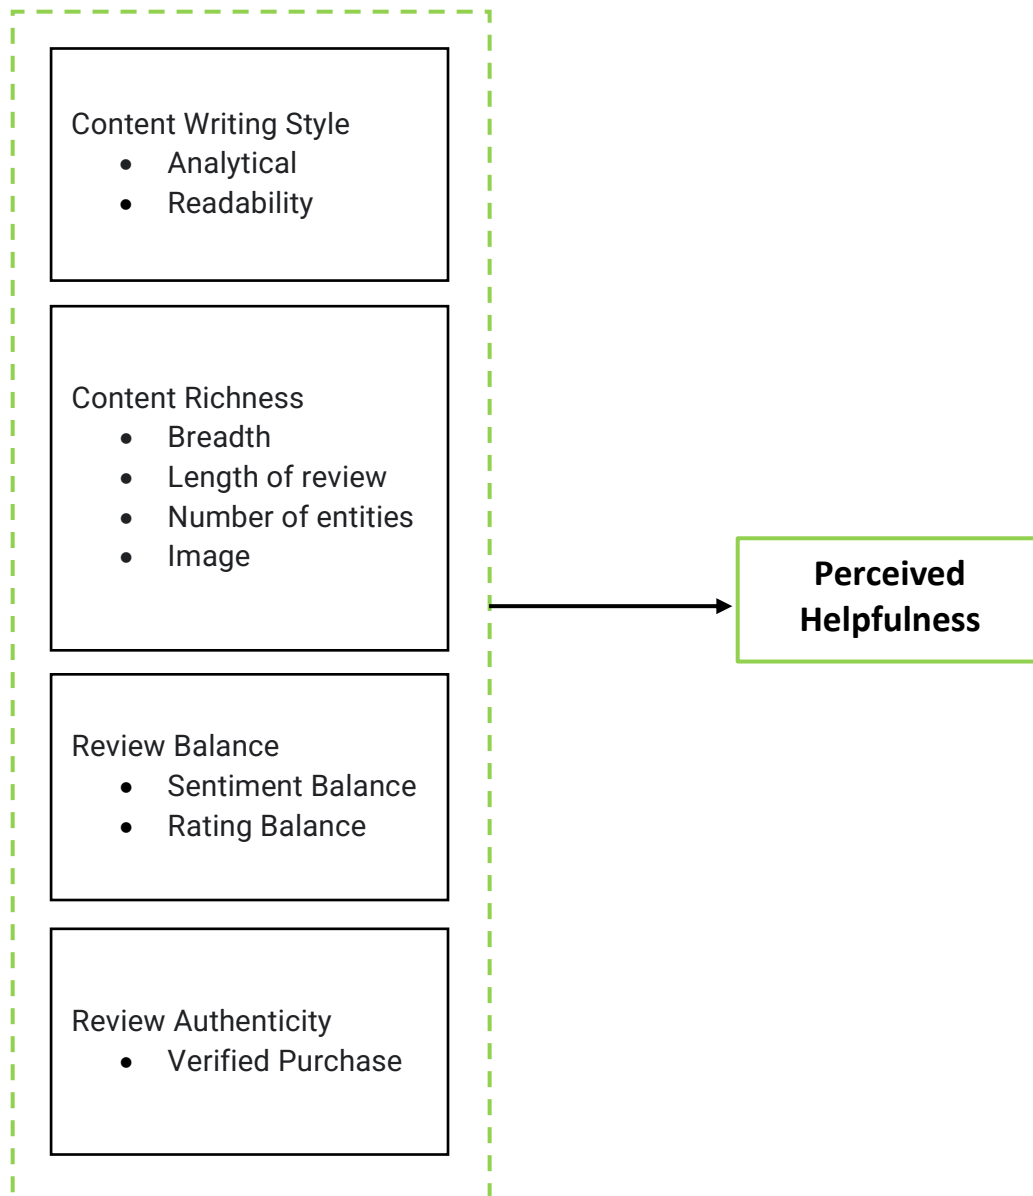 Content Writing Style
• Analytical
• Readability
Content Richness
• Breadth
• Length of review
• Number of entities
• Image
Review Balance
• Sentiment Balance
• Rating Balance
Review Authenticity
• Verified Purchase
Perceived
Helpfulness